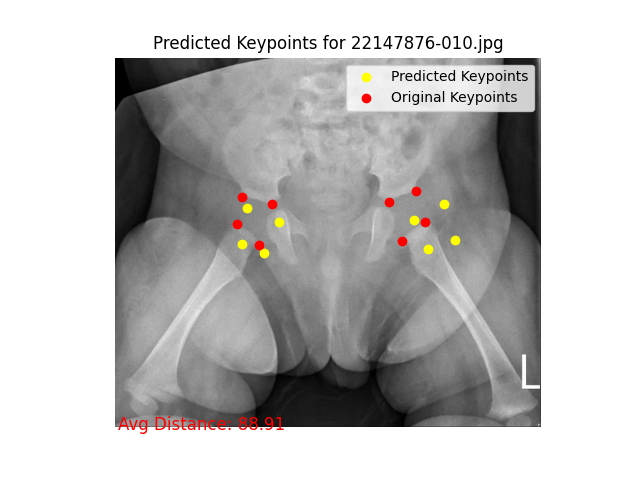 Predicted Keypoints for 22147876-010.jpg
Predicted Keypoints
Original Keypoints
L
Avg Distance: 88.91